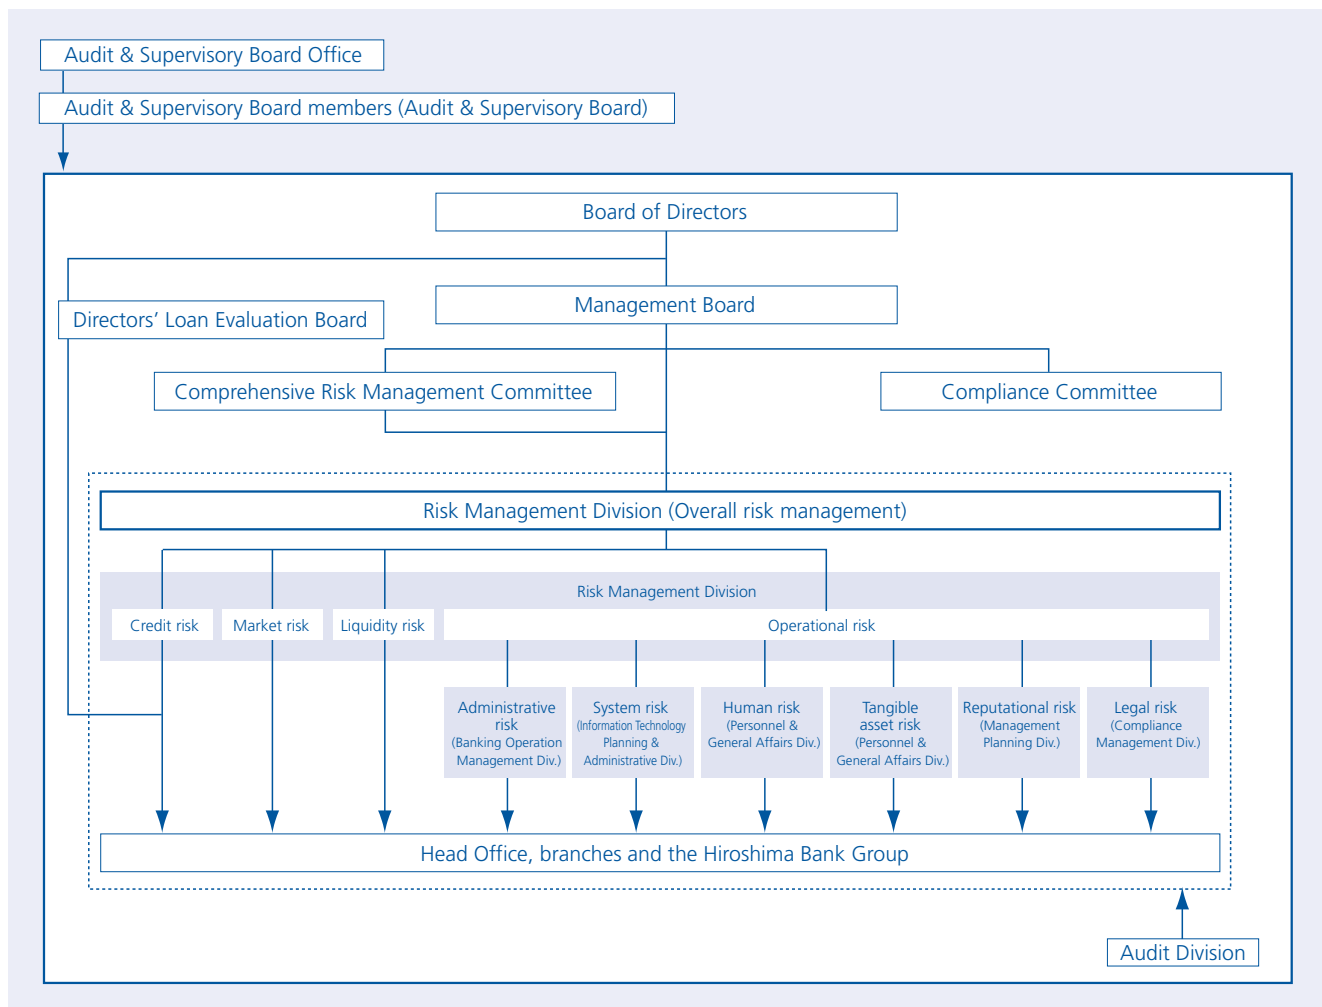 Audit & Supervisory Board Office
Audit & Supervisory Board members (Audit & Supervisory Board)
Board of Directors
Management Board
Directors’ Loan Evaluation Board
Comprehensive Risk Management Committee
Compliance Committee
Risk Management Division (Overall risk management)
Risk Management Division
Credit risk
Market risk
Liquidity risk
Operational risk
Administrative
risk
(Banking Operation
Management Div.)
System risk
(Information Technology
Planning &
Administrative Div.)
Human risk
(Personnel &
General Affairs Div.)
Tangible
asset risk
(Personnel &
General Affairs Div.)
Reputational risk
(Management
Planning Div.)
Legal risk
(Compliance
Management Div.)
Head Office, branches and the Hiroshima Bank Group
Audit Division